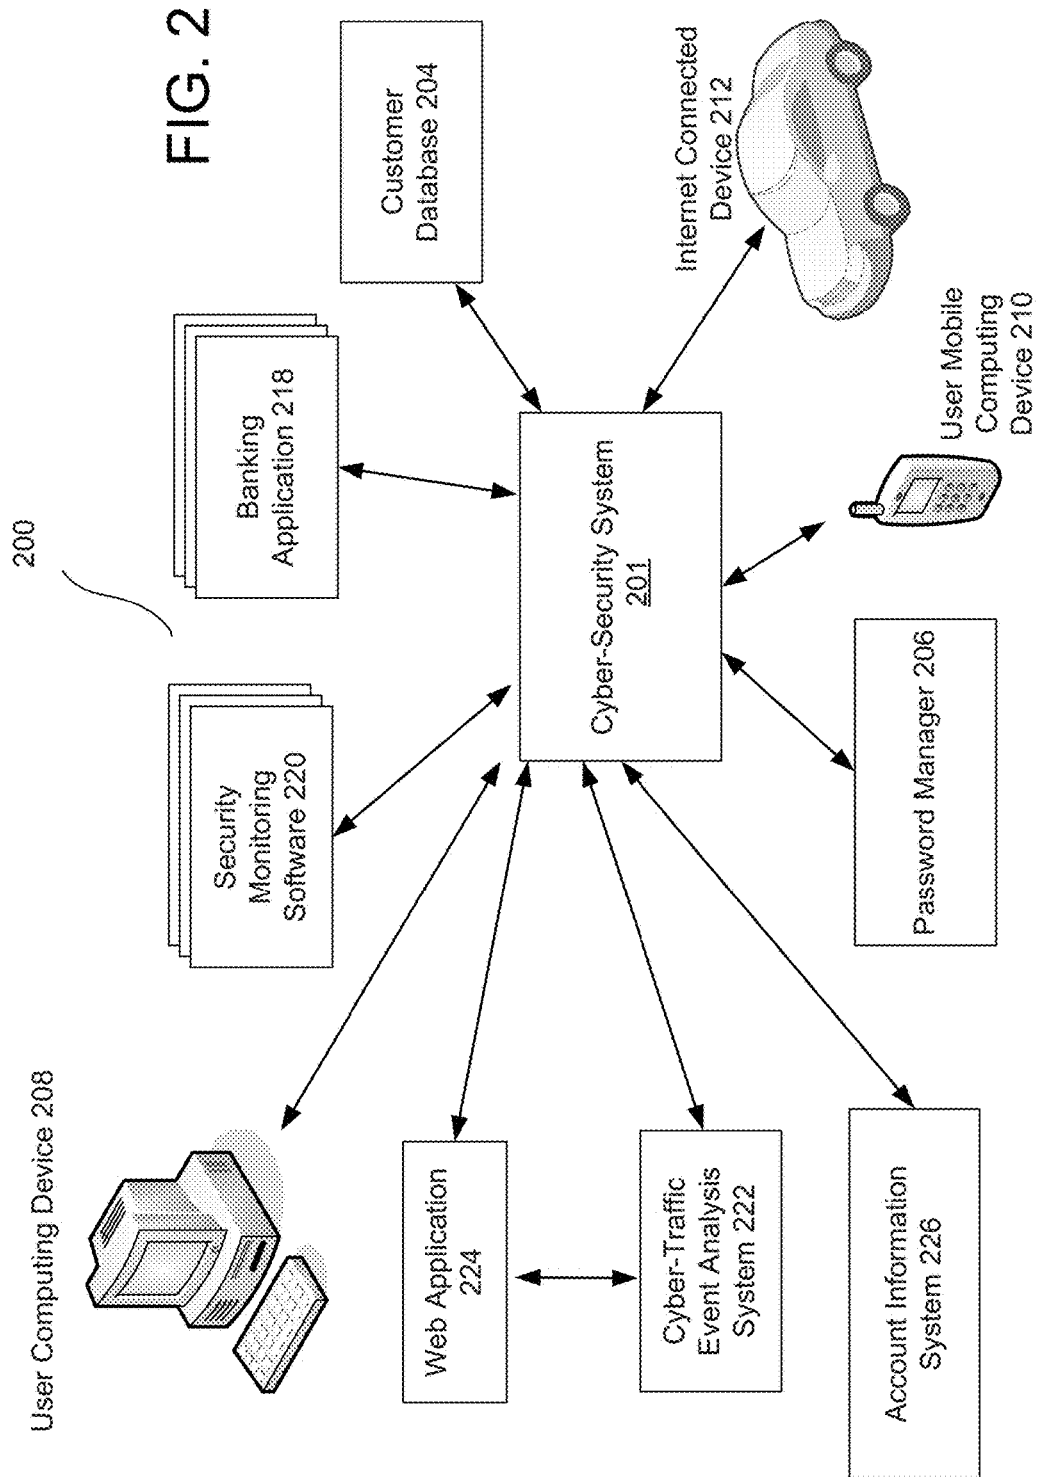 FIG. 2
200
User Computing Device 208
Security
Monitoring
Software 220
Banking
Application 218
Customer
Database 204
Web Application
224
Cyber-Security System
201
Internet Connected
Device 212
Cyber-Traffic
Event Analysis
System 222
Account Information
System 226
Password Manager 206
User Mobile
Computing
Device 210